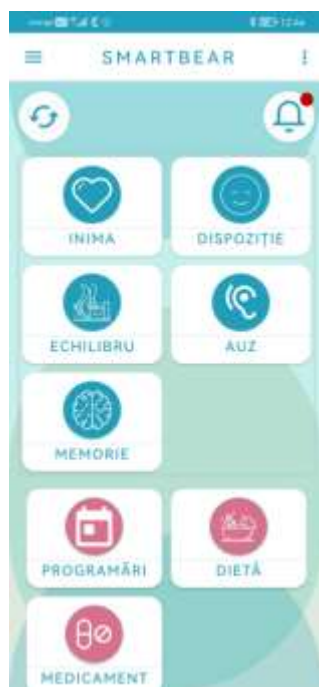 SMARTBEAR
INIMA
DISPOZIȚIE
ECHILIBRU
AUZ
MEMORIE
PROGRAMĂRI
DIETĂ
MEDICAMENT